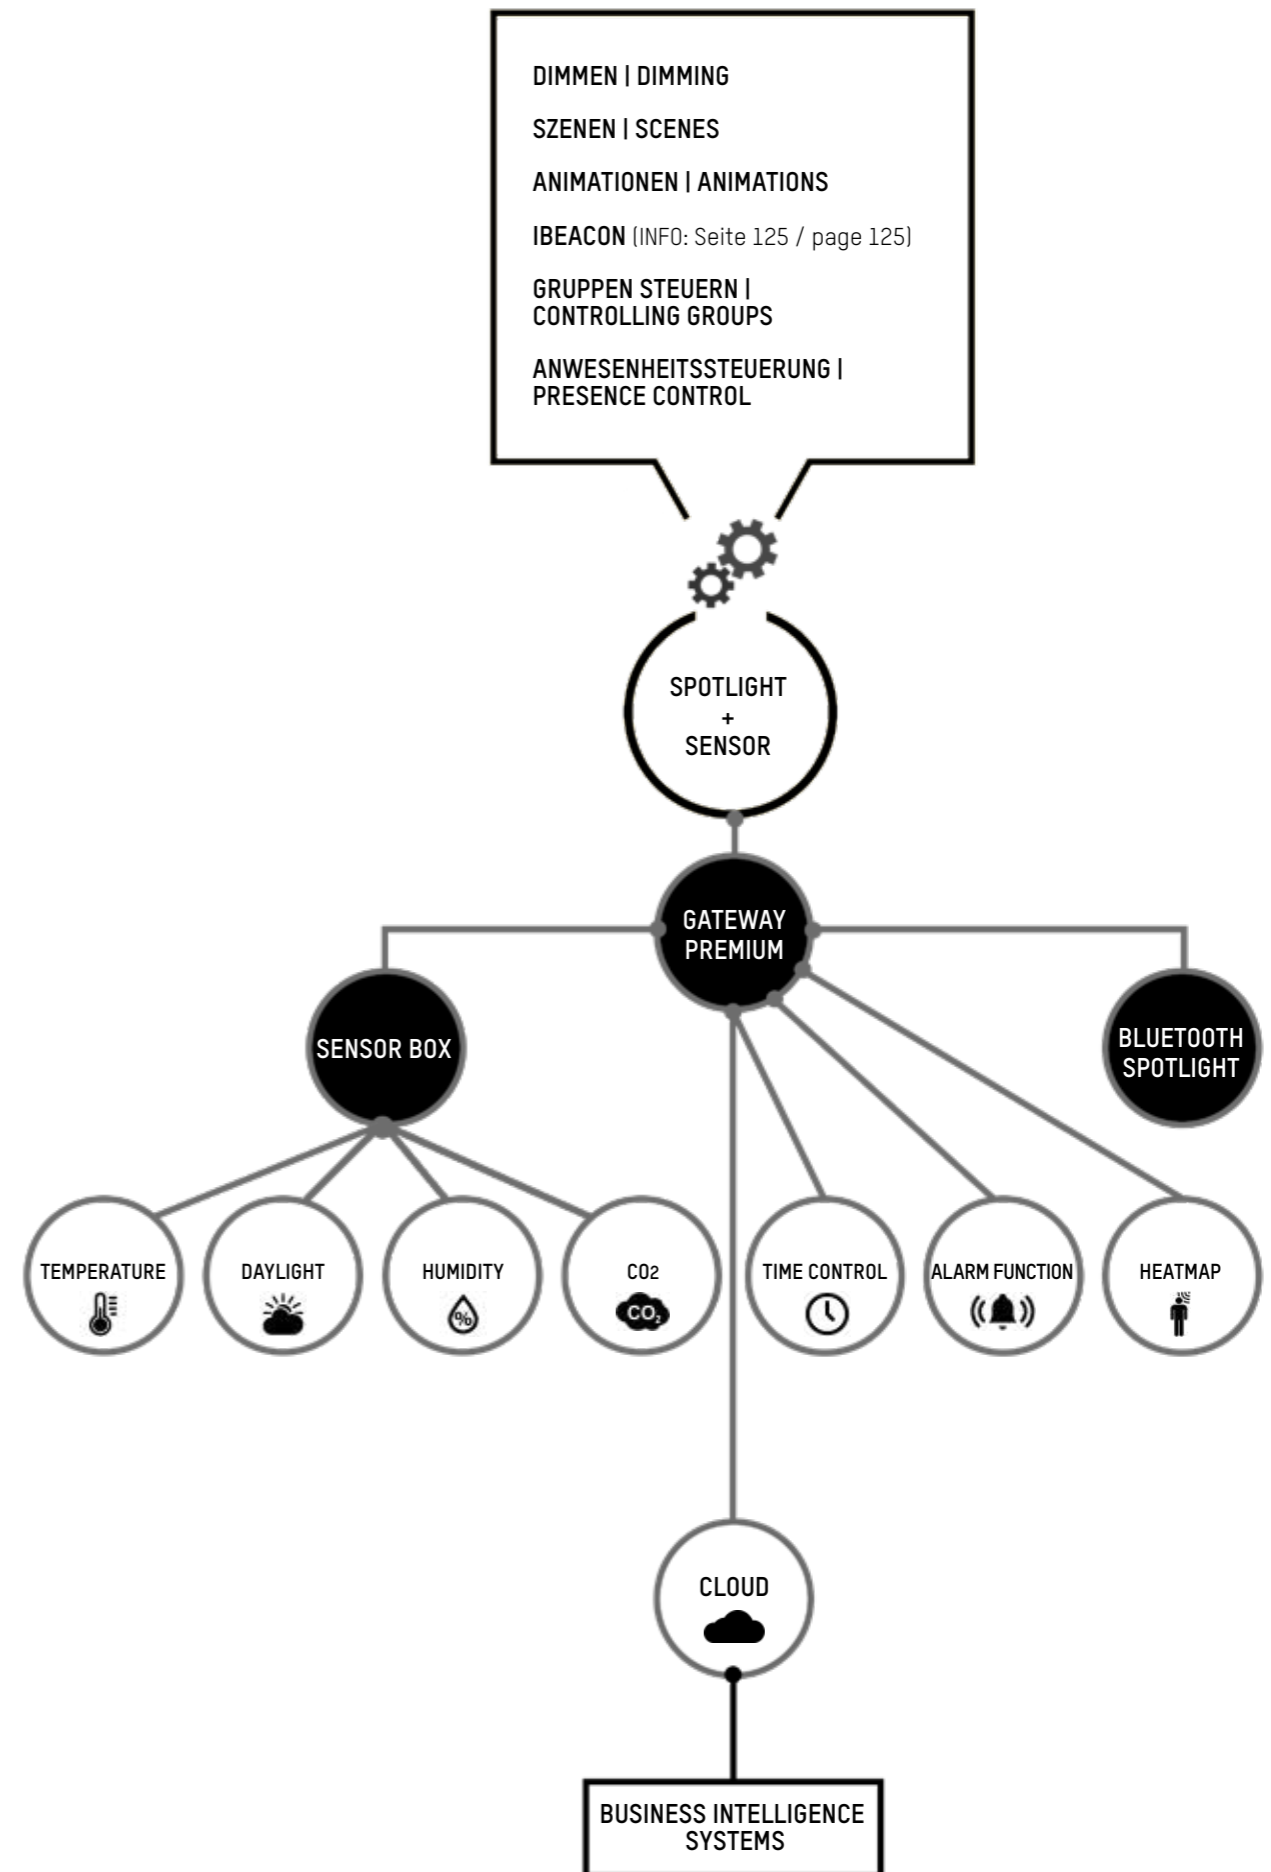 DIMMEN | DIMMING
SZENEN | SCENES
ANIMATIONEN | ANIMATIONS
IBEACON (INFO: Seite 125 / page 125)
GRUPPEN STEUERN |
CONTROLLING GROUPS
ANWESENHEITSSTEUERUNG |
PRESENCE CONTROL
SPOTLIGHT
+
SENSOR
GATEWAY
PREMIUM
SENSOR BOX
BLUETOOTH
SPOTLIGHT
TEMPERATURE
DAYLIGHT
HUMIDITY
%
CO2
CO2
TIME CONTROL
ALARM FUNCTION
HEATMAP
CLOUD
BUSINESS INTELLIGENCE
SYSTEMS